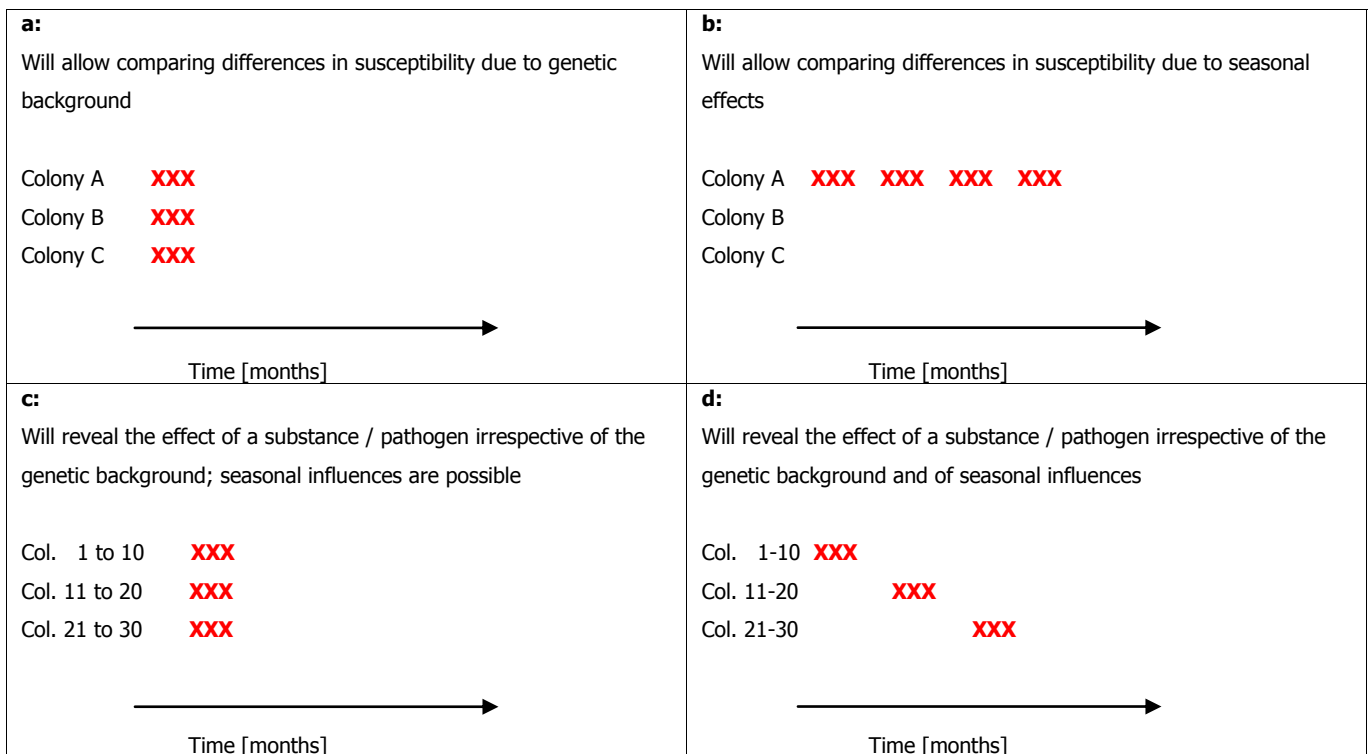 a:
Will allow comparing differences in susceptibility due to genetic
background
Colony A XXX
Colony B XXX
Colony C XXX
Time [months]
b:
Will allow comparing differences in susceptibility due to seasonal
effects
Colony A XXX XXX XXX XXX
Colony B
Colony C
Time [months]
c:
Will reveal the effect of a substance / pathogen irrespective of the
genetic background; seasonal influences are possible
Col. 1 to 10 XXX
Col. 11 to 20 XXX
Col. 21 to 30 XXX
Time [months]
d:
Will reveal the effect of a substance / pathogen irrespective of the
genetic background and of seasonal influences
Col. 1-10 XXX
Col. 11-20 XXX
Col. 21-30 XXX
Time [months]